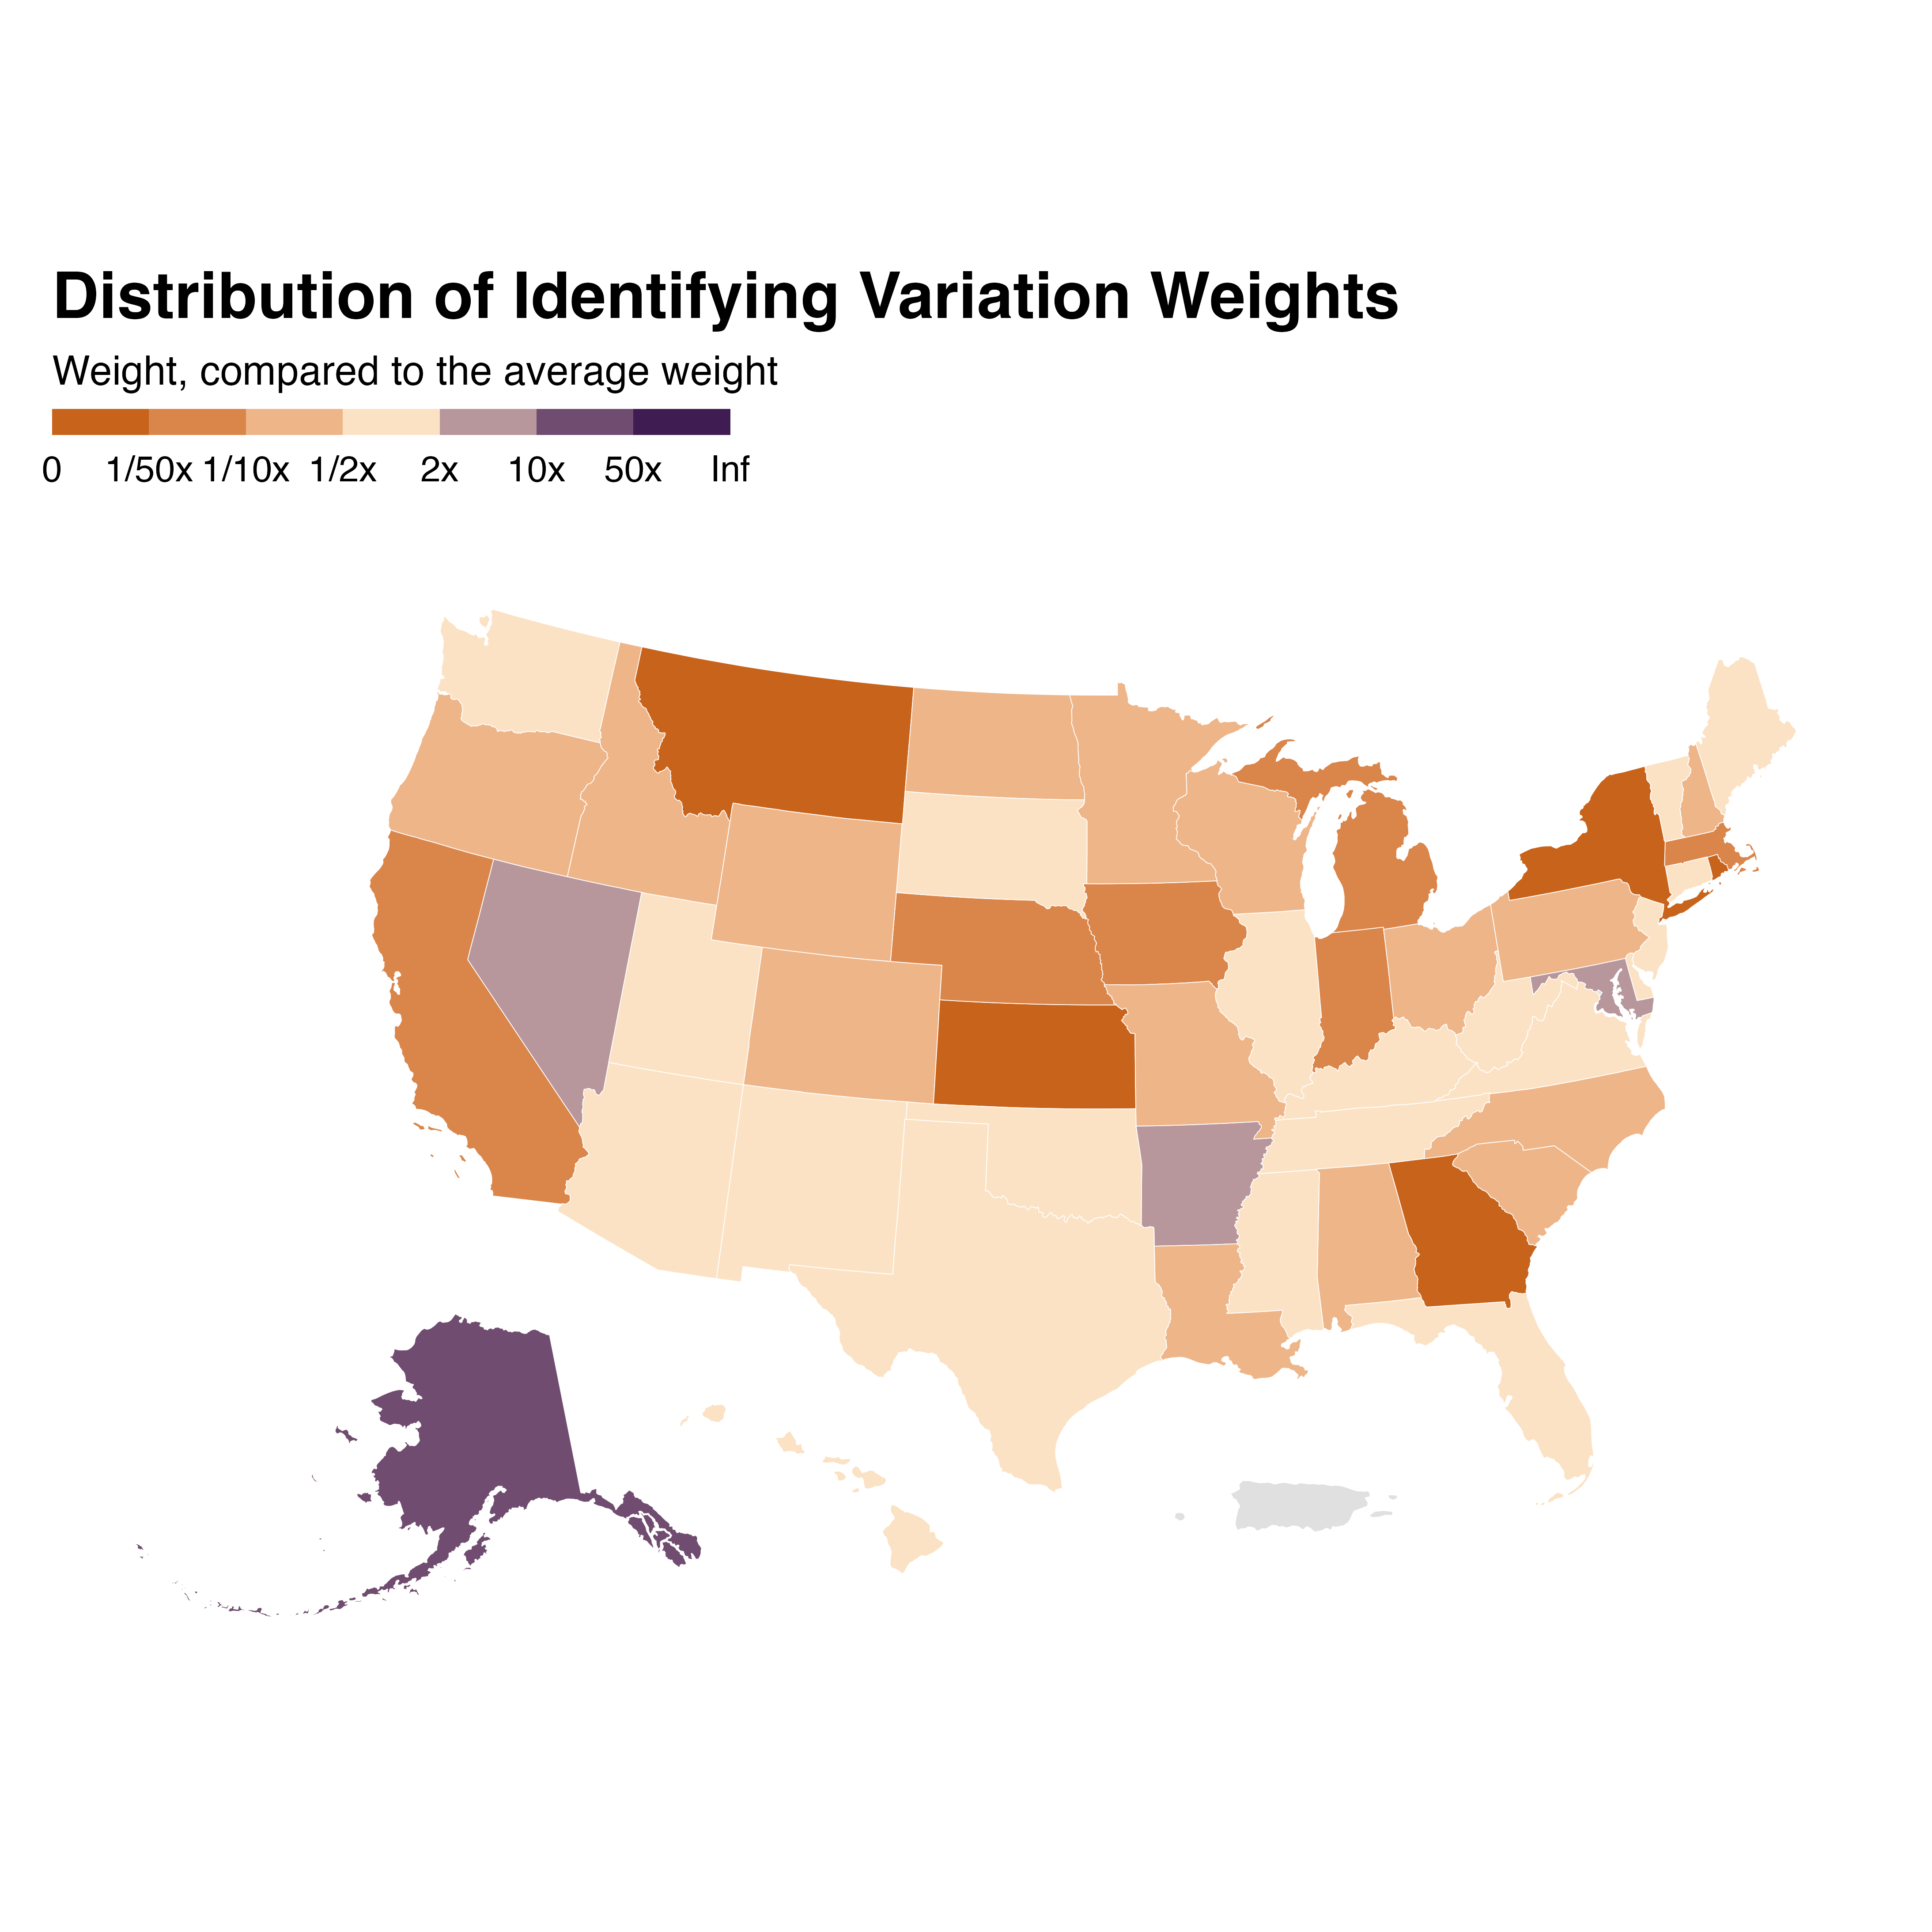 Distribution of Identifying Variation Weights
Weight, compared to the average weight
0 1/50x 1/10x 1/2x 2x 10x 50x Inf